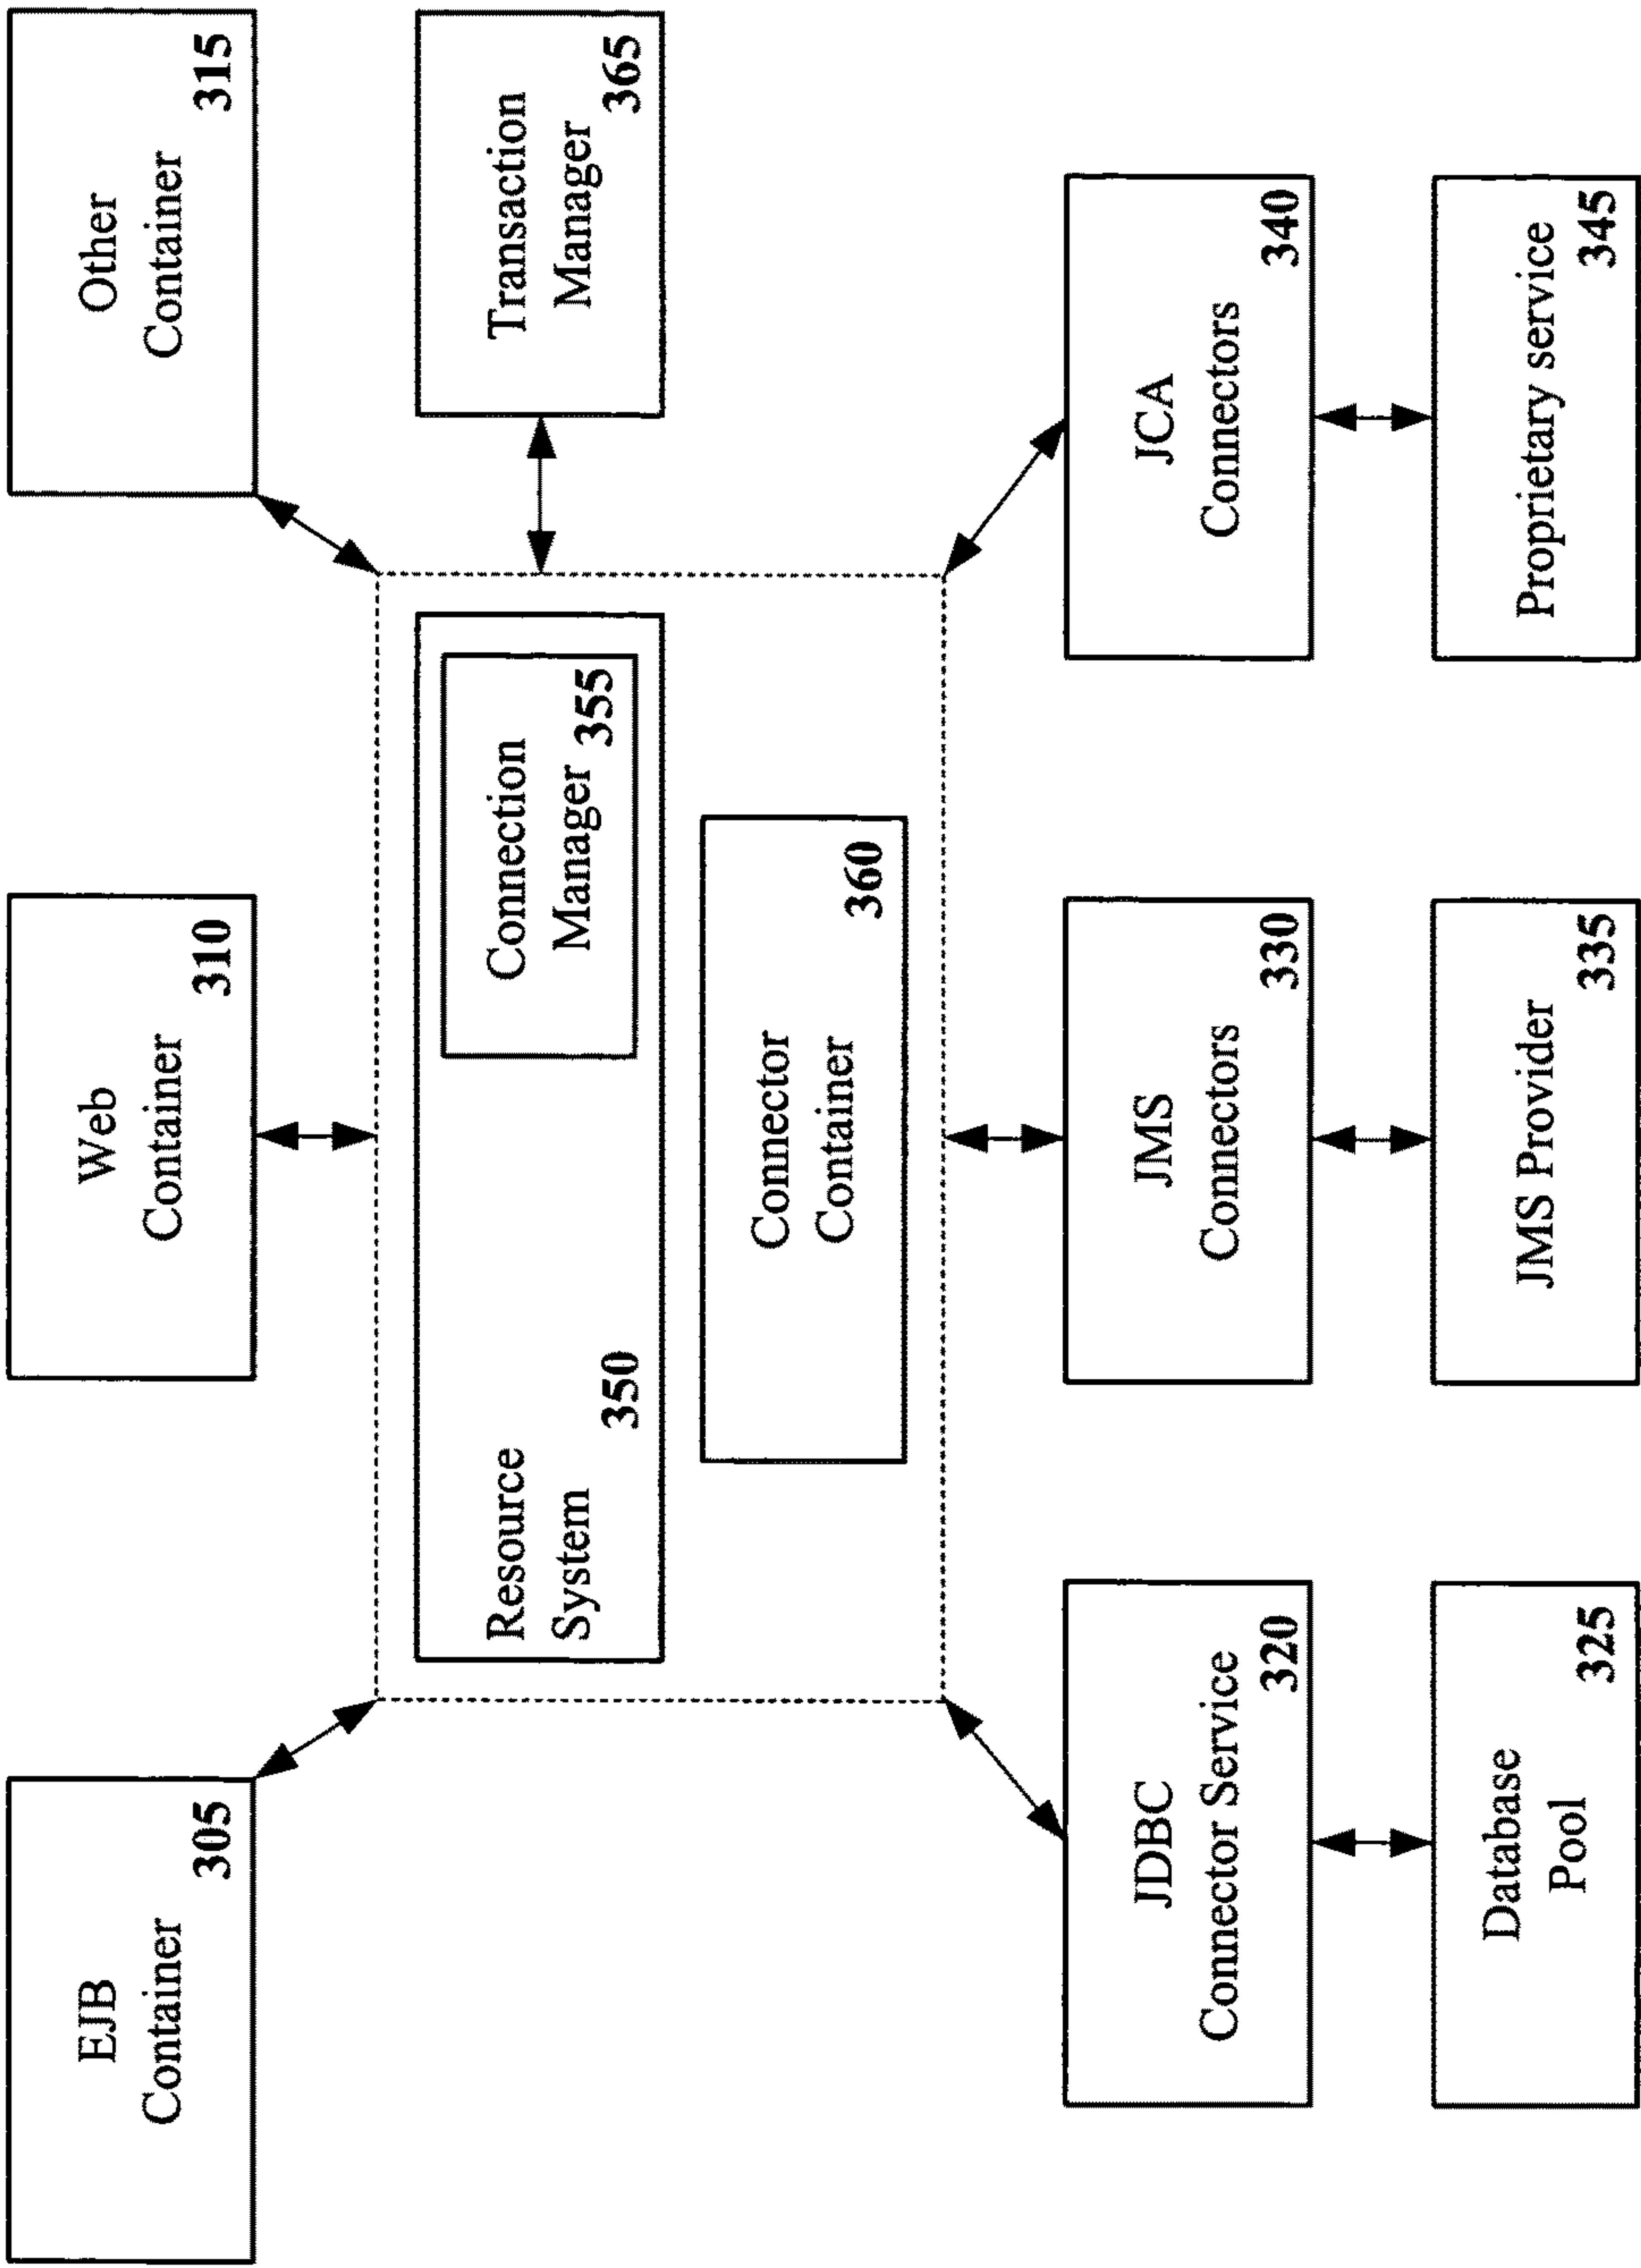 EJB
Container
305
Web
Container
310
Other
Container
315
Resource
System
350
Connection
Manager 355
Transaction
Manager
365
Connector
Container
360
JDBC
Connector Service
320
JMS
Connectors
330
JCA
Connectors
340
Database
Pool
325
JMS Provider
335
Proprietary service
345